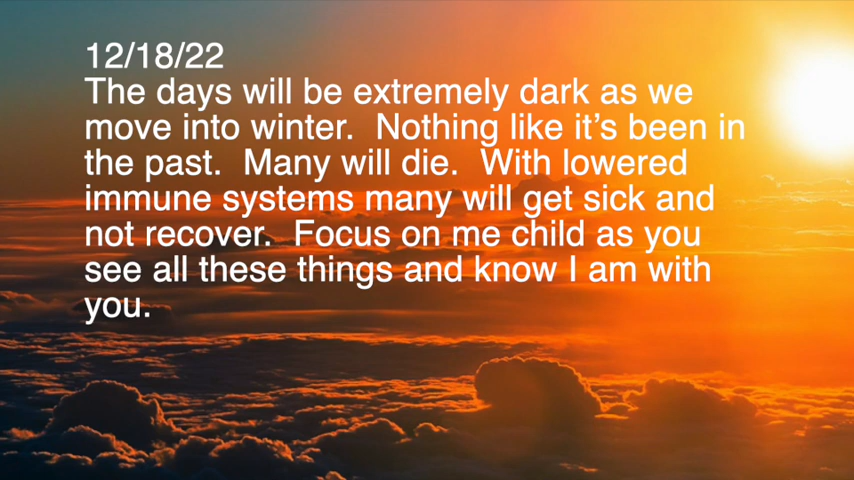 12/18/22
The days will be extremely dark as we
move into winter.  Nothing like it’s been in
the past.  Many will die.  With lowered
immune systems many will get sick and
not recover.  Focus on me child as you
see all these things and know I am with
you.